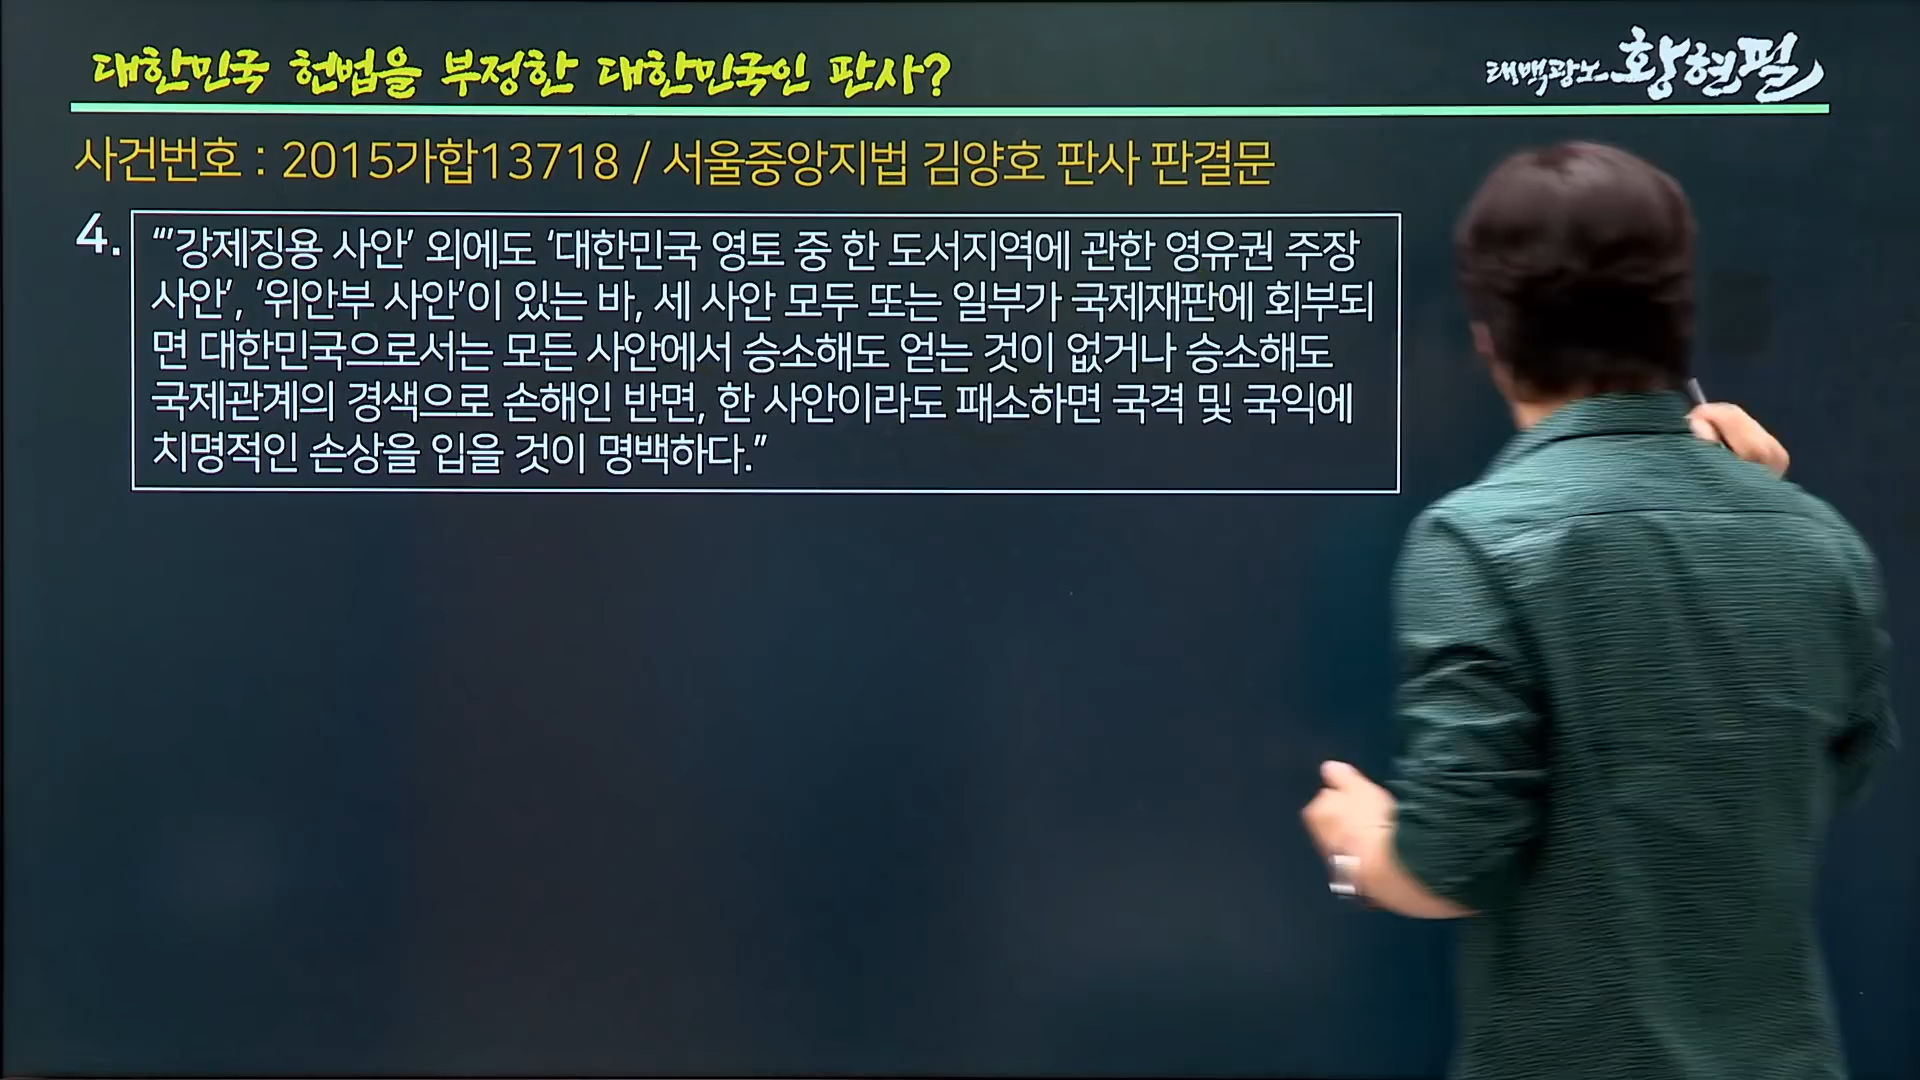 대한민국 헌법을 부정한 대한민국인 판사?
태백광노 황현필
사건번호 : 2015가합13718 / 서울중앙지법 김양호 판사 판결문
4. “‘강제징용 사안’ 외에도 ‘대한민국 영토 중 한 도서지역에 관한 영유권 주장
사안’, ‘위안부 사안’이 있는 바, 세 사안 모두 또는 일부가 국제재판에 회부되
면 대한민국으로서는 모든 사안에서 승소해도 얻는 것이 없거나 승소해도
국제관계의 경색으로 손해인 반면, 한 사안이라도 패소하면 국격 및 국익에
치명적인 손상을 입을 것이 명백하다.”